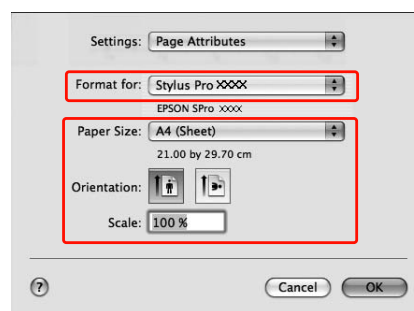 Settings: Page Attributes
Format for: Stylus Pro XXXX
EPSON SPro XXXX
Paper Size: A4 (Sheet)
21.00 by 29.70 cm
Orientation:
Scale: 100 %
? Cancel OK